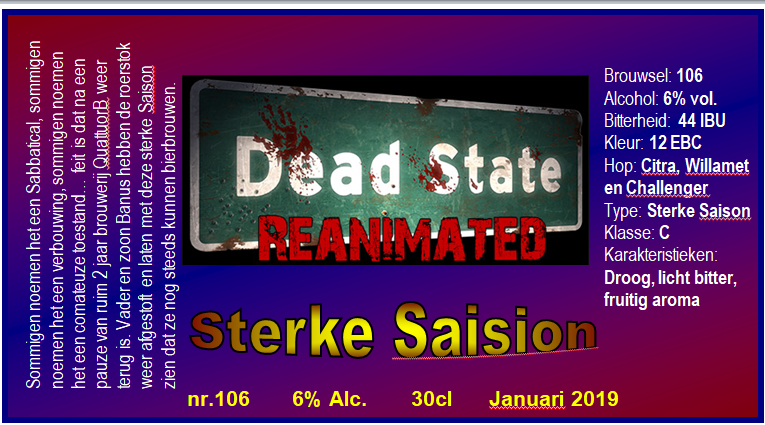 Sommigen noemen het een Sabbatical, sommigen
noemen het een verbouwing, sommigen noemen
het een comateuze toestand.... feit is dat na een
pauze van ruim 2 jaar brouwerij QuattuorB weer
terug is. Vader en zoon Banus hebben de roerstok
weer afgestoft en laten met deze sterke Saison
zien dat ze nog steeds kunnen bierbrouwen.
Dead State
REANIMATED
Sterke Saision
nr.106 6% Alc. 30cl Januari 2019
Brouwsel: 106
Alcohol: 6% vol.
Bitterheid: 44 IBU
Kleur: 12 EBC
Hop: Citra, Willamet
en Challenger
Type: Sterke Saison
Klasse: C
Karakteristieken:
Droog, licht bitter,
fruitig aroma